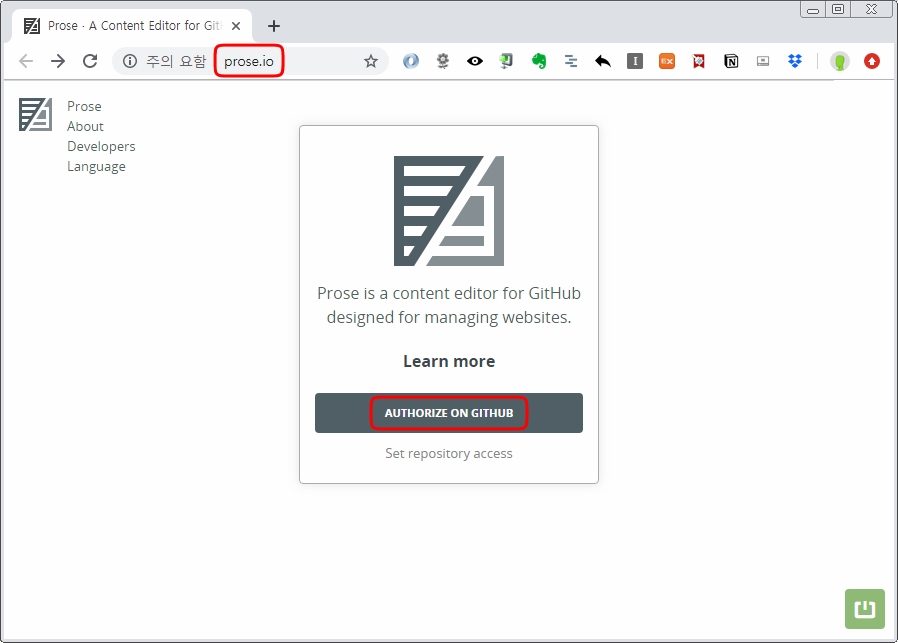 Prose · A Content Editor for Git
주의 요함 prose.io
Prose
About
Developers
Language
Prose is a content editor for GitHub
designed for managing websites.
Learn more
AUTHORIZE ON GITHUB
Set repository access